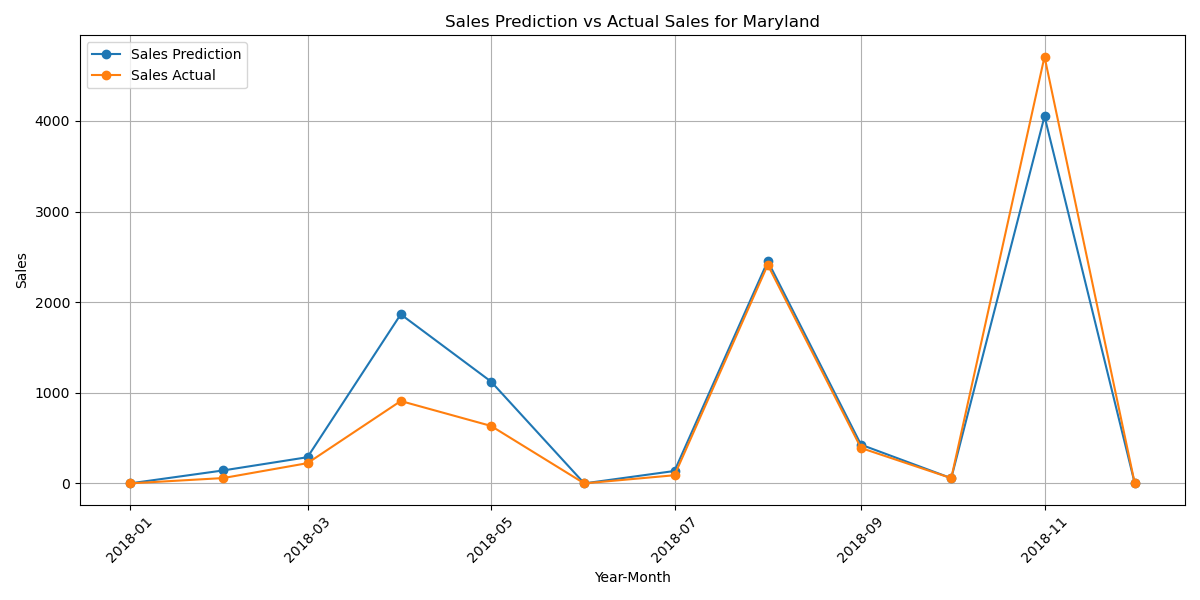 Sales Prediction vs Actual Sales for Maryland
Sales Prediction
Sales Actual
Sales
4000
3000
2000
1000
0
2018-01
2018-03
2018-05
2018-07
2018-09
2018-11
Year-Month